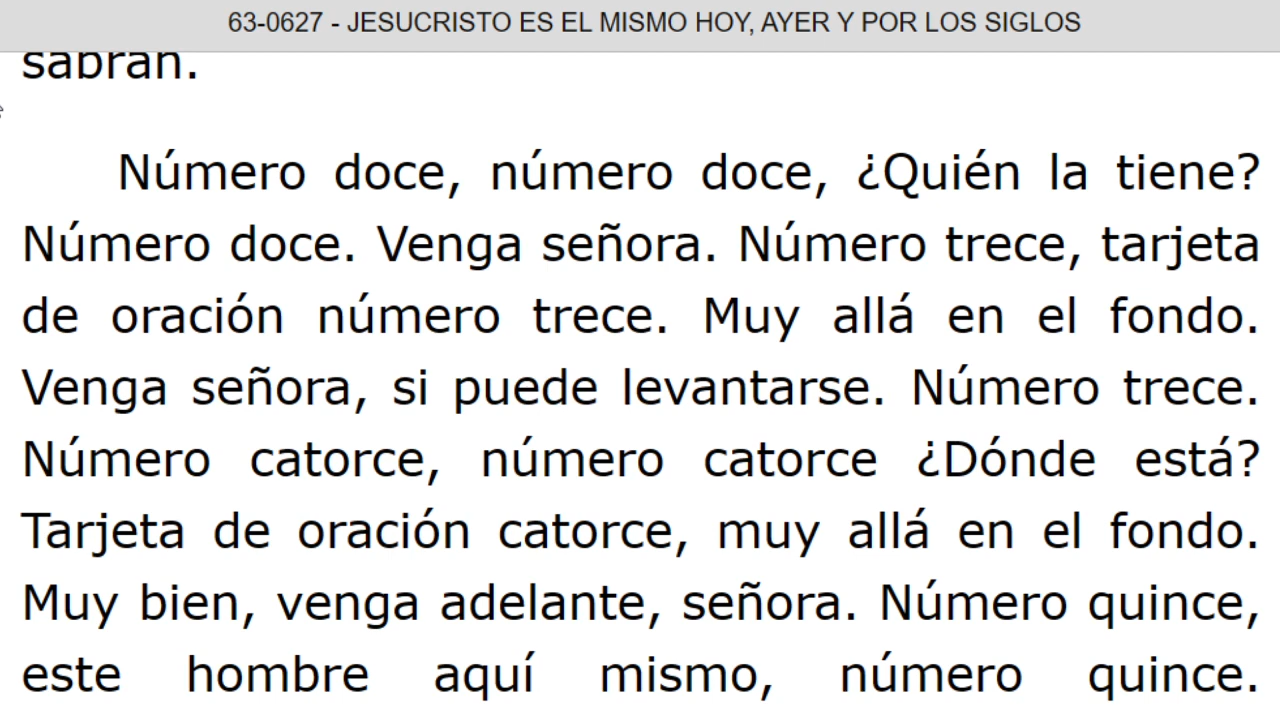 63-0627 - JESUCRISTO ES EL MISMO HOY, AYER Y POR LOS SIGLOS
sabrán.
Número doce, número doce, ¿Quién la tiene?
Número doce. Venga señora. Número trece, tarjeta
de oración número trece. Muy allá en el fondo.
Venga señora, si puede levantarse. Número trece.
Número catorce, número catorce ¿Dónde está?
Tarjeta de oración catorce, muy allá en el fondo.
Muy bien, venga adelante, señora. Número quince,
este hombre aquí mismo, número quince.